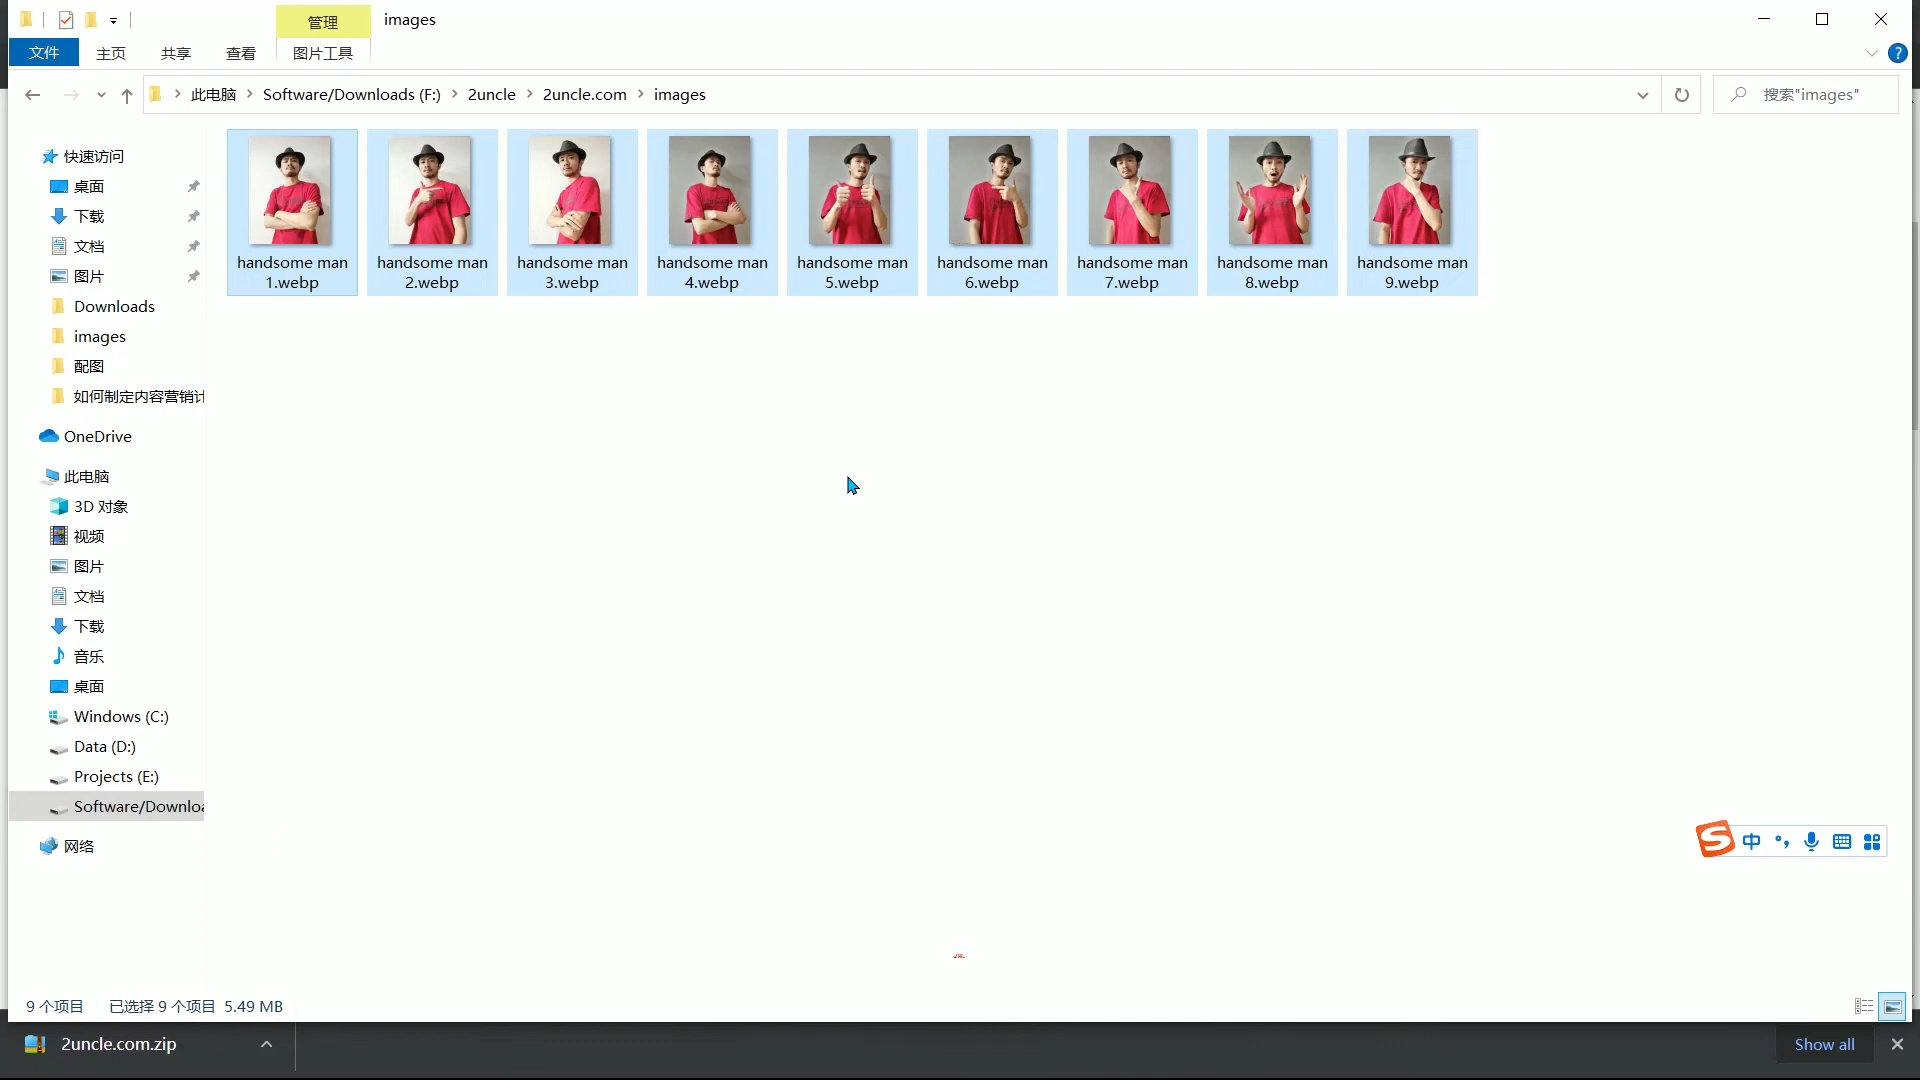 管理
images
文件
主页
共享
查看
图片工具
此电脑
Software/Downloads (F:)
2uncle
2uncle.com
images
搜索"images"
快速访问
桌面
下载
文档
图片
Downloads
images
配图
如何制定内容营销计
OneDrive
此电脑
3D 对象
视频
图片
文档
下载
音乐
桌面
Windows (C:)
Data (D:)
Projects (E:)
Software/Downloa
网络
handsome man
1.webp
handsome man
2.webp
handsome man
3.webp
handsome man
4.webp
handsome man
5.webp
handsome man
6.webp
handsome man
7.webp
handsome man
8.webp
handsome man
9.webp
中
9 个项目
已选择 9 个项目 5.49 MB
2uncle.com.zip
Show all